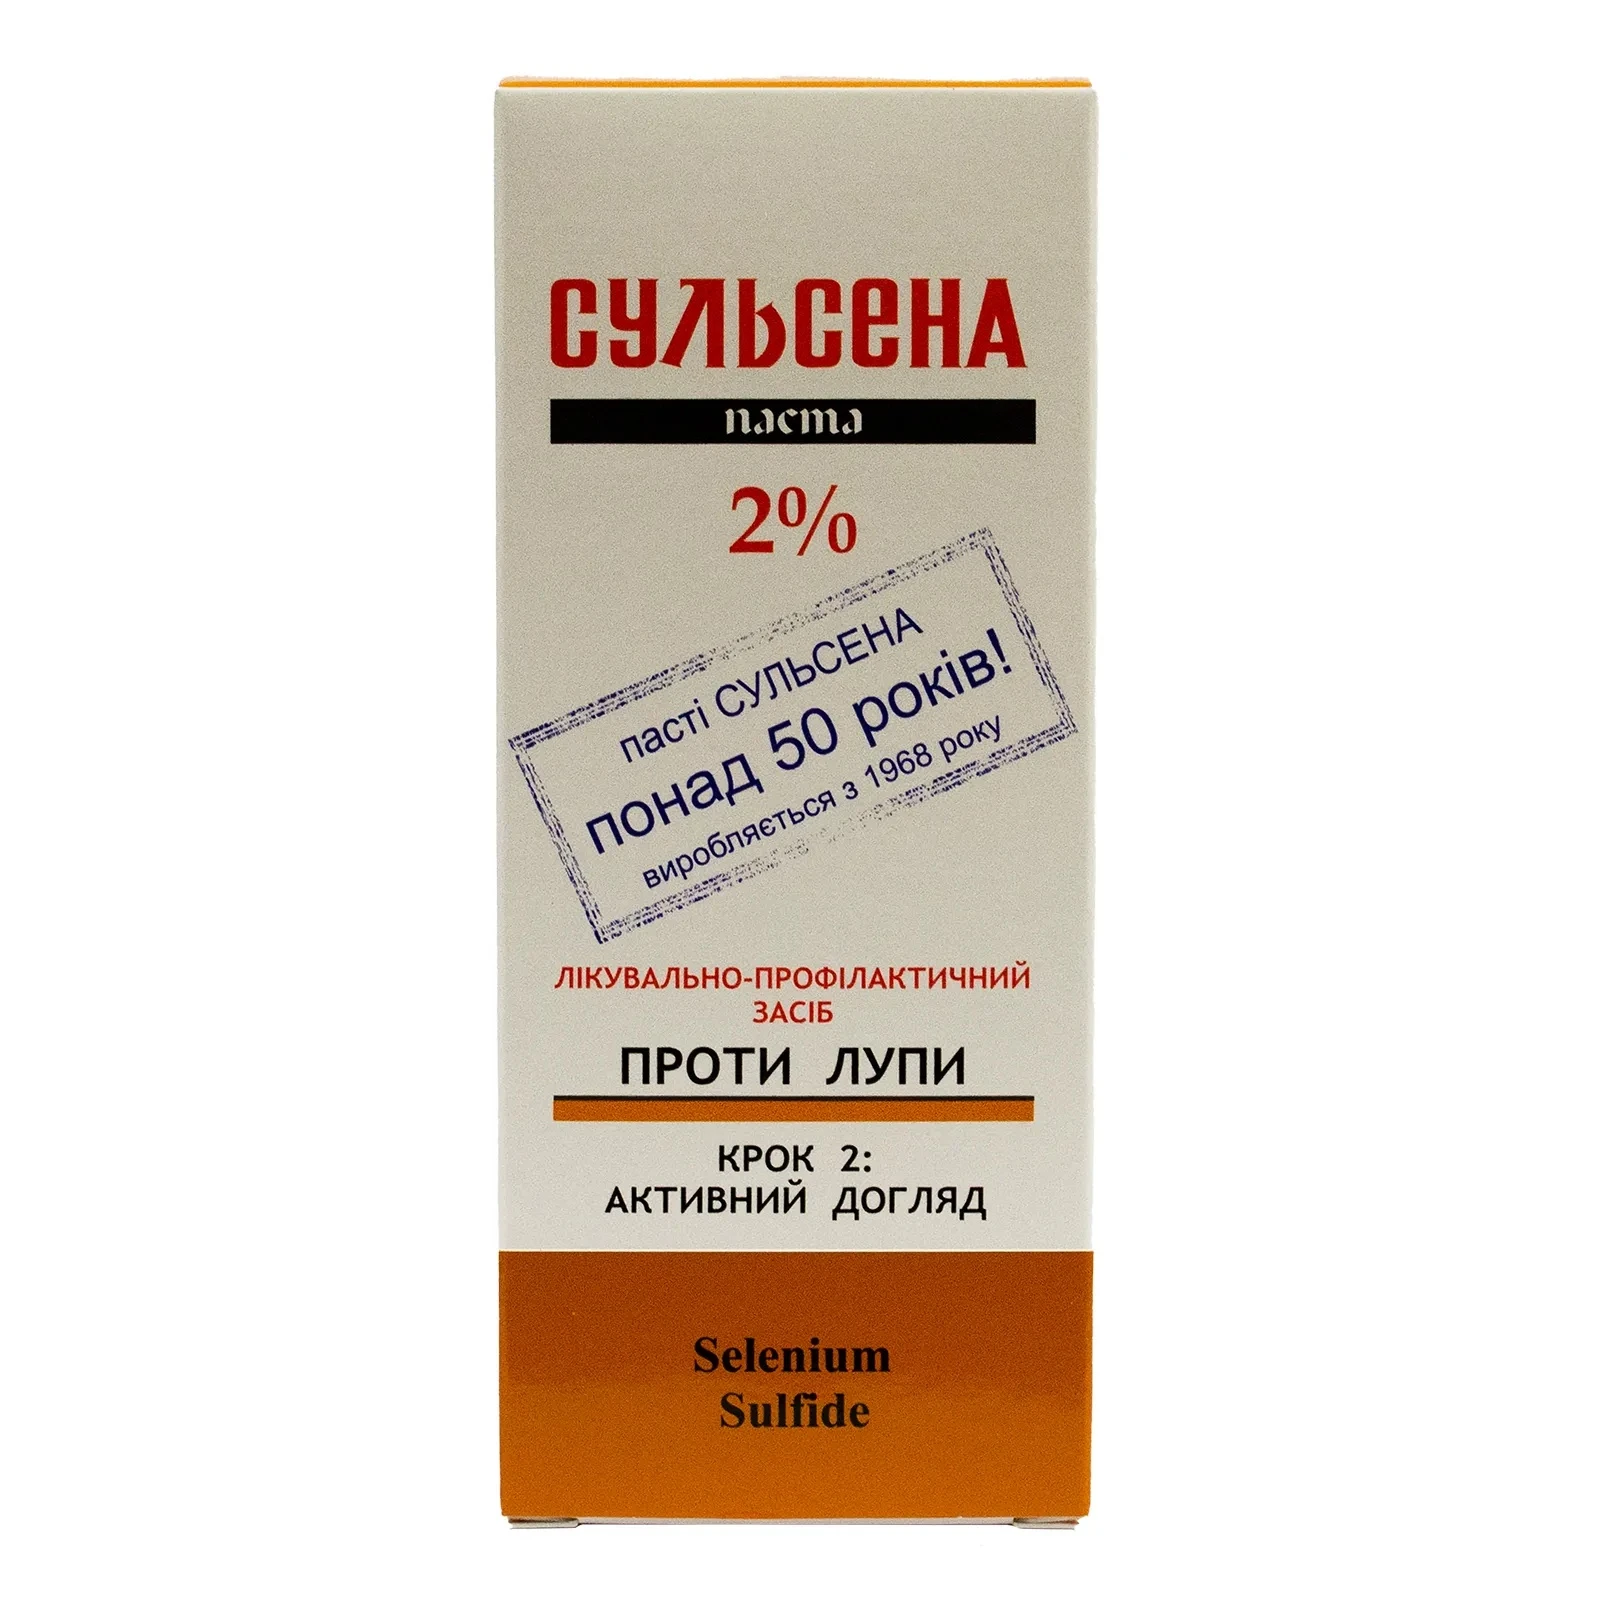 СУЛЬСЕНА
паста
2%
пасті СУЛЬСЕНА
понад 50 років!
виробляється з 1968 року
ЛІКУВАЛЬНО-ПРОФІЛАКТИЧНИЙ
ЗАСІБ
ПРОТИ ЛУПИ
КРОК 2:
АКТИВНИЙ ДОГЛЯД
Selenium
Sulfide